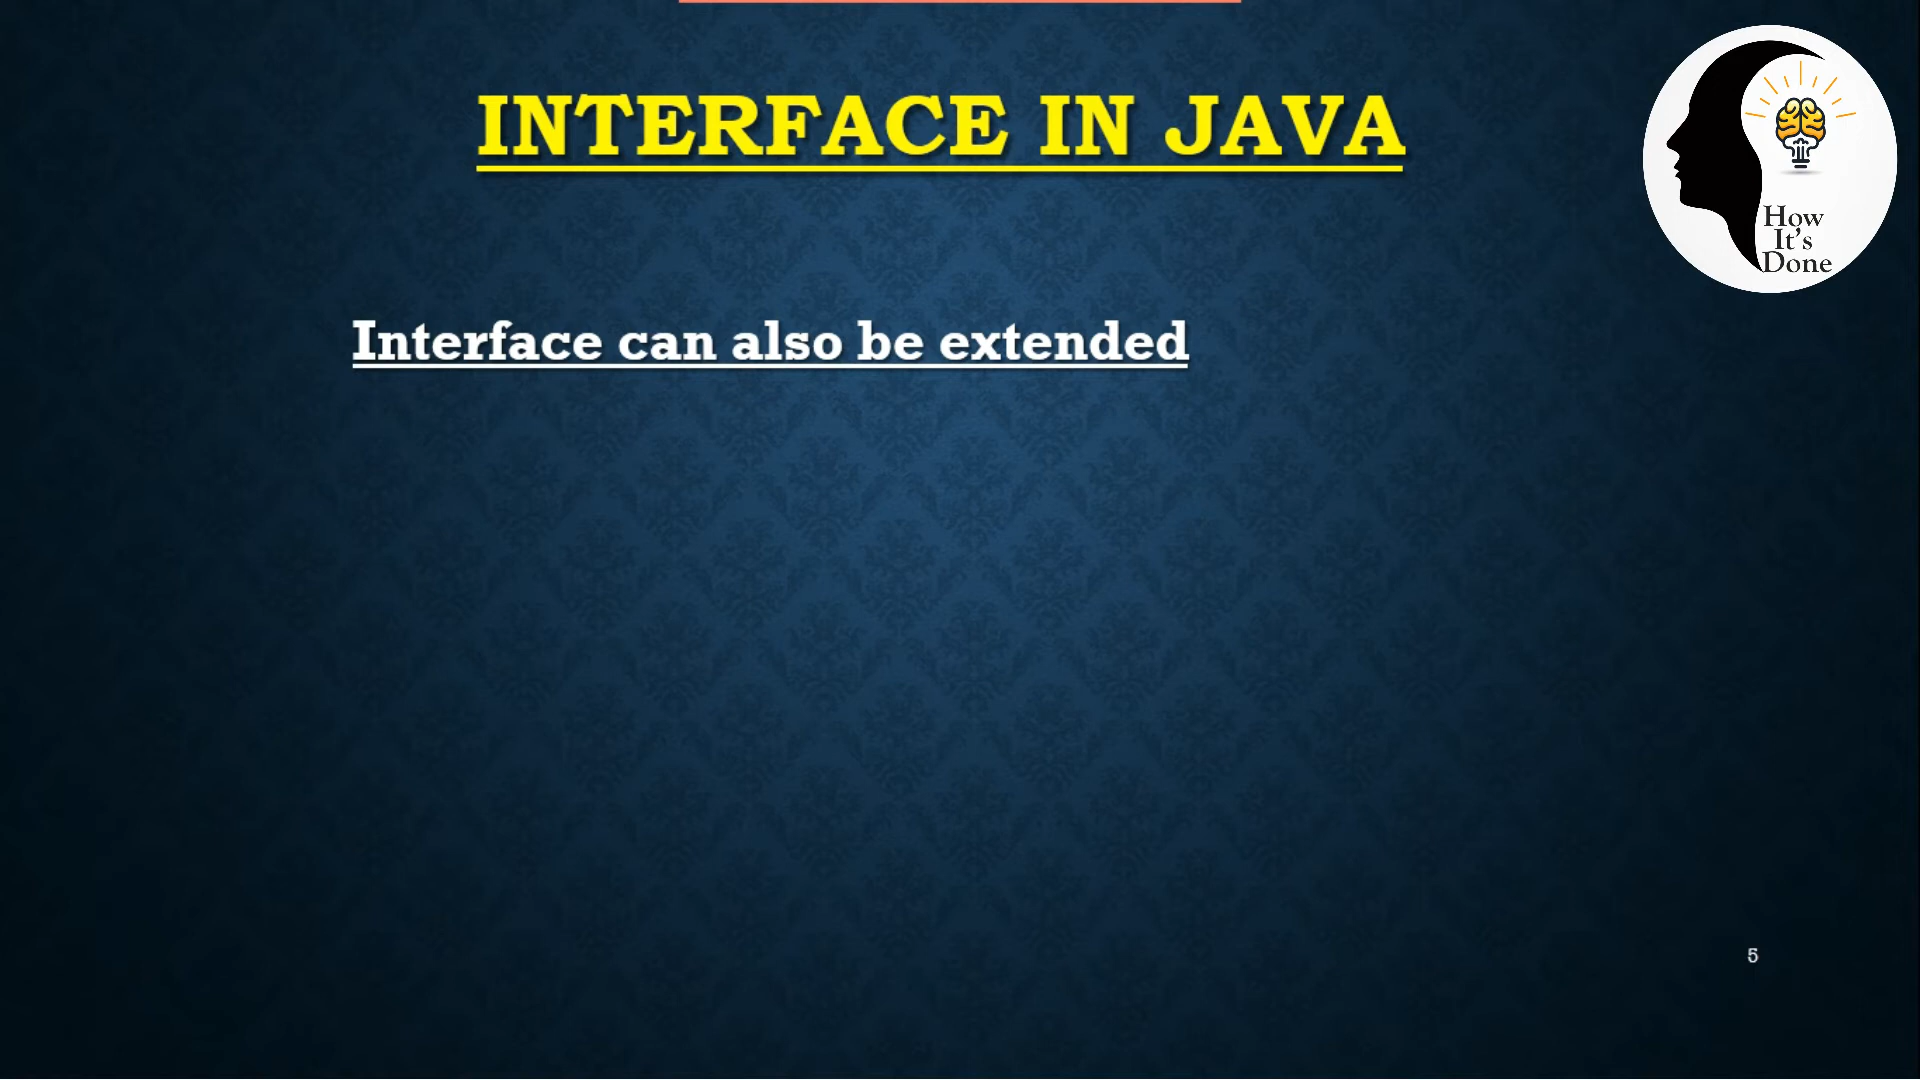 INTERFACE IN JAVA
How
It's
Done
Interface can also be extended
5